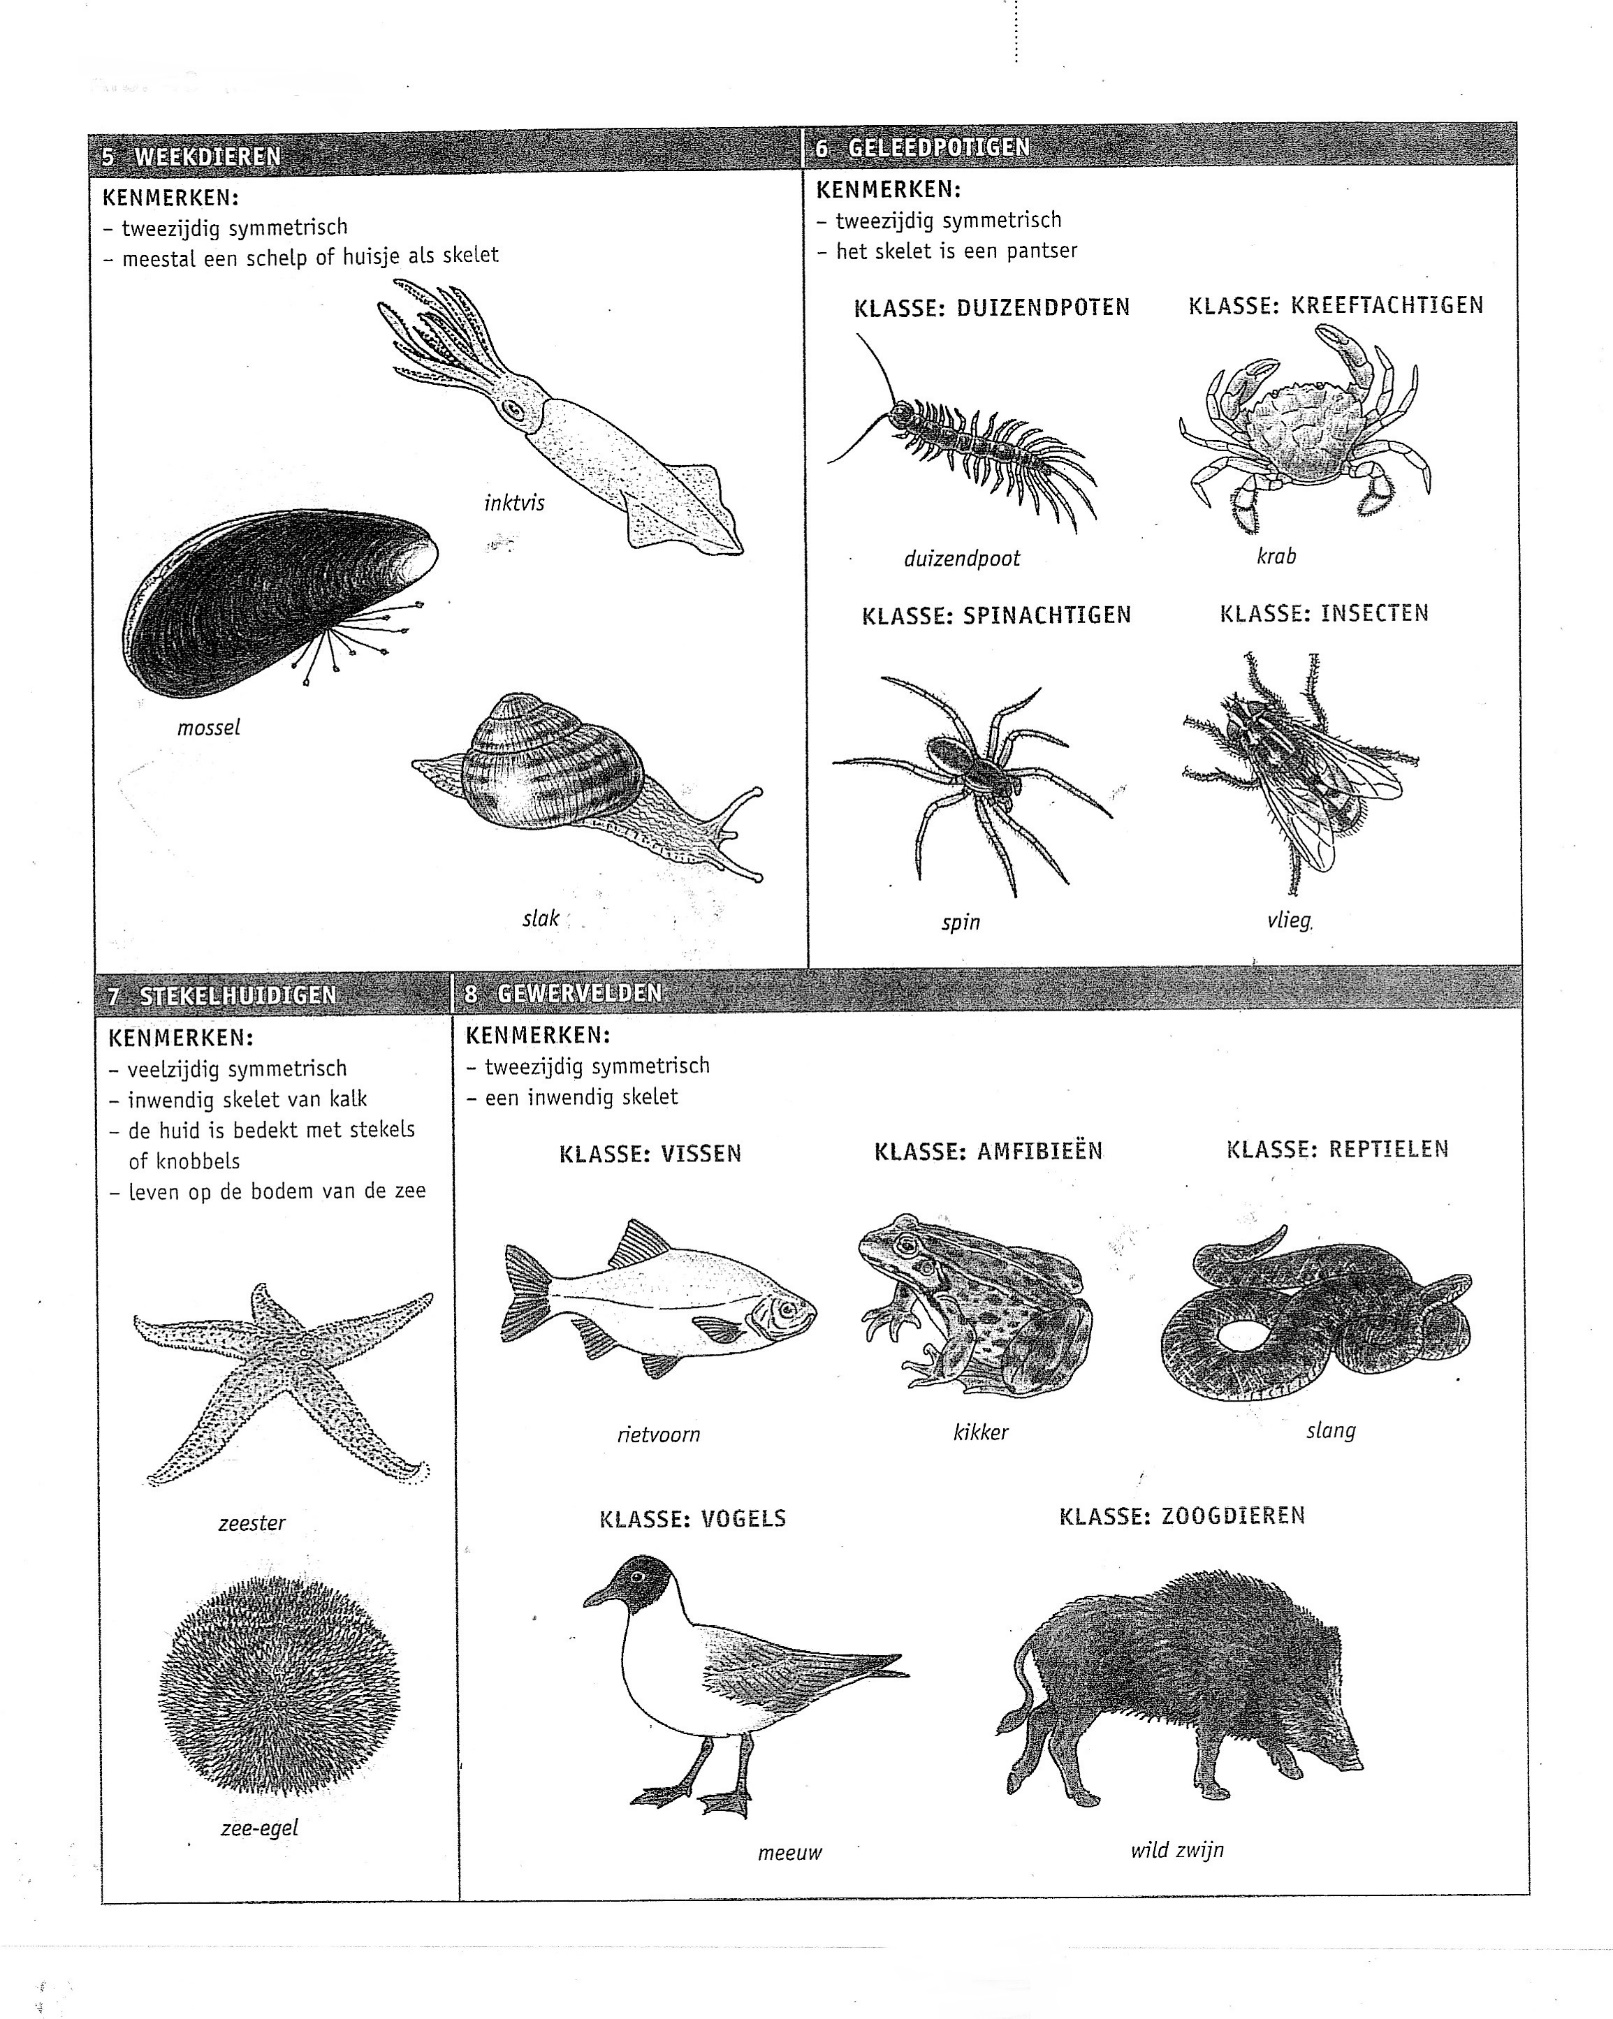 5 WEEKDIEREN
KENMERKEN:
– tweezijdig symmetrisch
– meestal een schelp of huisje als skelet
inktvis
mossel
slak
6 GELEEDPOTIGEN
KENMERKEN:
– tweezijdig symmetrisch
– het skelet is een pantser
KLASSE: DUIZENDPOTEN
KLASSE: KREEFTACHTIGEN
duizendpoot
krab
KLASSE: SPINACHTIGEN
KLASSE: INSECTEN
spin
vlieg
7 STEKELHUIDIGEN
KENMERKEN:
– veelzijdig symmetrisch
– inwendig skelet van kalk
– de huid is bedekt met stekels
of knobbels
– leven op de bodem van de zee
zeester
zee-egel
8 GEWERVELDEN
KENMERKEN:
– tweezijdig symmetrisch
– een inwendig skelet
KLASSE: VISSEN
KLASSE: AMFIBIEËN
KLASSE: REPTIELEN
rietvoorn
kikker
slang
KLASSE: VOGELS
KLASSE: ZOOGDIEREN
meeuw
wild zwijn